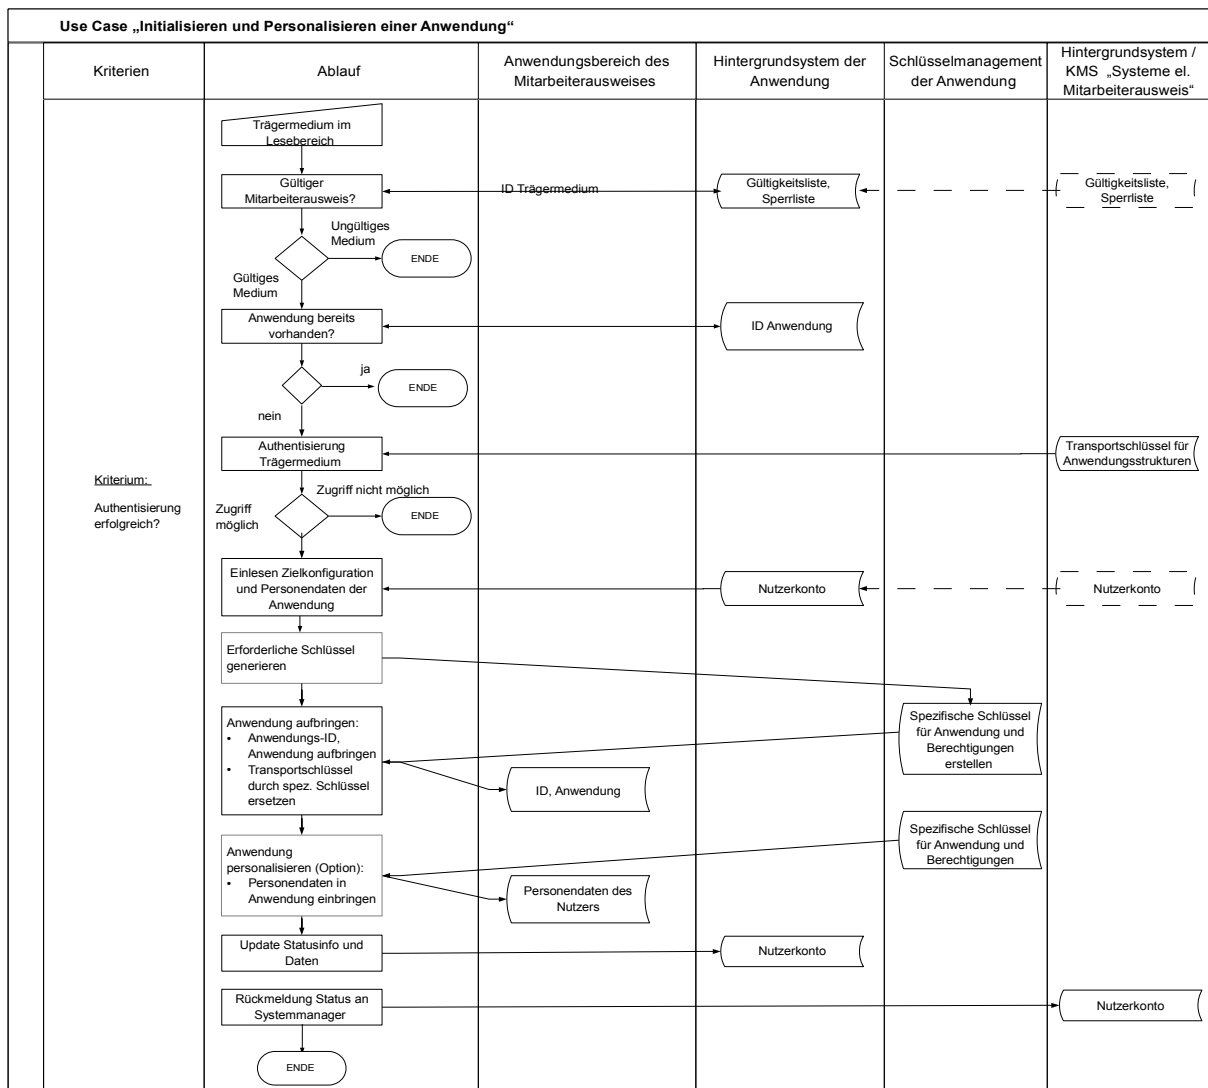 Use Case „Initialisieren und Personalisieren einer Anwendung“
Kriterien
Ablauf
Anwendungsbereich des
Mitarbeiterausweises
Hintergrundsystem der
Anwendung
Schlüsselmanagement
der Anwendung
Hintergrundsystem /
KMS „Systeme el.
Mitarbeiterausweis“
Trägermedium im
Lesebereich
Gültiger
Mitarbeiterausweis?
ID Trägermedium
Gültigkeitsliste,
Sperrliste
Gültigkeitsliste,
Sperrliste
Ungültiges
Medium
ENDE
Gültiges
Medium
Anwendung bereits
vorhanden?
ID Anwendung
ja
ENDE
nein
Authentisierung
Trägermedium
Transportschlüssel für
Anwendungsstrukturen
Kriterium:
Authentisierung
erfolgreich?
Zugriff nicht möglich
Zugriff
möglich
ENDE
Einlesen Zielkonfiguration
und Personendaten der
Anwendung
Nutzerkonto
Nutzerkonto
Erforderliche Schlüssel
generieren
Anwendung aufbringen:
• Anwendungs-ID,
Anwendung aufbringen
• Transportschlüssel
durch spez. Schlüssel
ersetzen
Spezifische Schlüssel
für Anwendung und
Berechtigungen
erstellen
ID, Anwendung
Anwendung
personalisieren (Option):
• Personendaten in
Anwendung einbringen
Spezifische Schlüssel
für Anwendung und
Berechtigungen
Personendaten des
Nutzers
Update Statusinfo und
Daten
Nutzerkonto
Rückmeldung Status an
Systemmanager
Nutzerkonto
ENDE